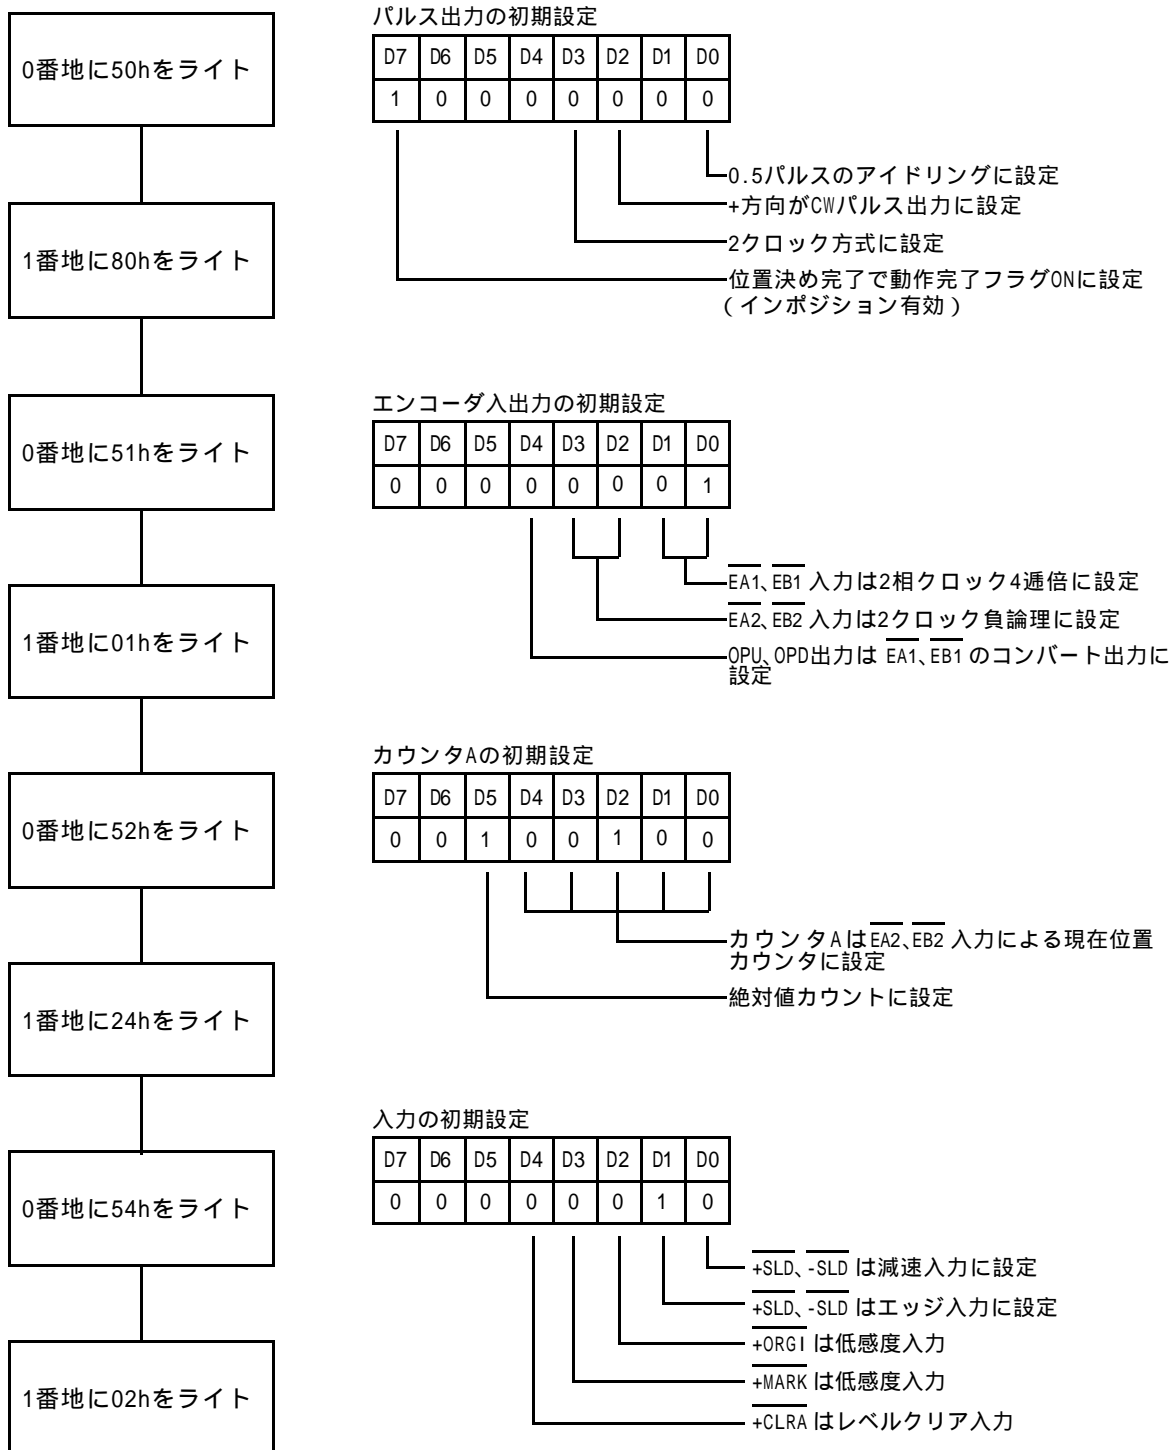 0番地に50hをライト
1番地に80hをライト
0番地に51hをライト
1番地に01hをライト
0番地に52hをライト
1番地に24hをライト
0番地に54hをライト
1番地に02hをライト
パルス出力の初期設定
D7 D6 D5 D4 D3 D2 D1 D0
1 0 0 0 0 0 0 0
0.5パルスのアイドリングに設定
+方向がCWパルス出力に設定
2クロック方式に設定
位置決め完了で動作完了フラグONに設定
(インポジション有効)
エンコーダ入出力の初期設定
D7 D6 D5 D4 D3 D2 D1 D0
0 0 0 0 0 0 0 1
EA1、EB1 入力は2相クロック4逓倍に設定
EA2、EB2 入力は2クロック負論理に設定
OPU、OPD出力は EA1、EB1 のコンバート出力に
設定
カウンタAの初期設定
D7 D6 D5 D4 D3 D2 D1 D0
0 0 1 0 0 1 0 0
カウンタAはEA2、EB2 入力による現在位置
カウンタに設定
絶対値カウントに設定
入力の初期設定
D7 D6 D5 D4 D3 D2 D1 D0
0 0 0 0 0 0 1 0
+SLD、-SLD は減速入力に設定
+SLD、-SLD はエッジ入力に設定
+ORGI は低感度入力
+MARK は低感度入力
+CLRA はレベルクリア入力